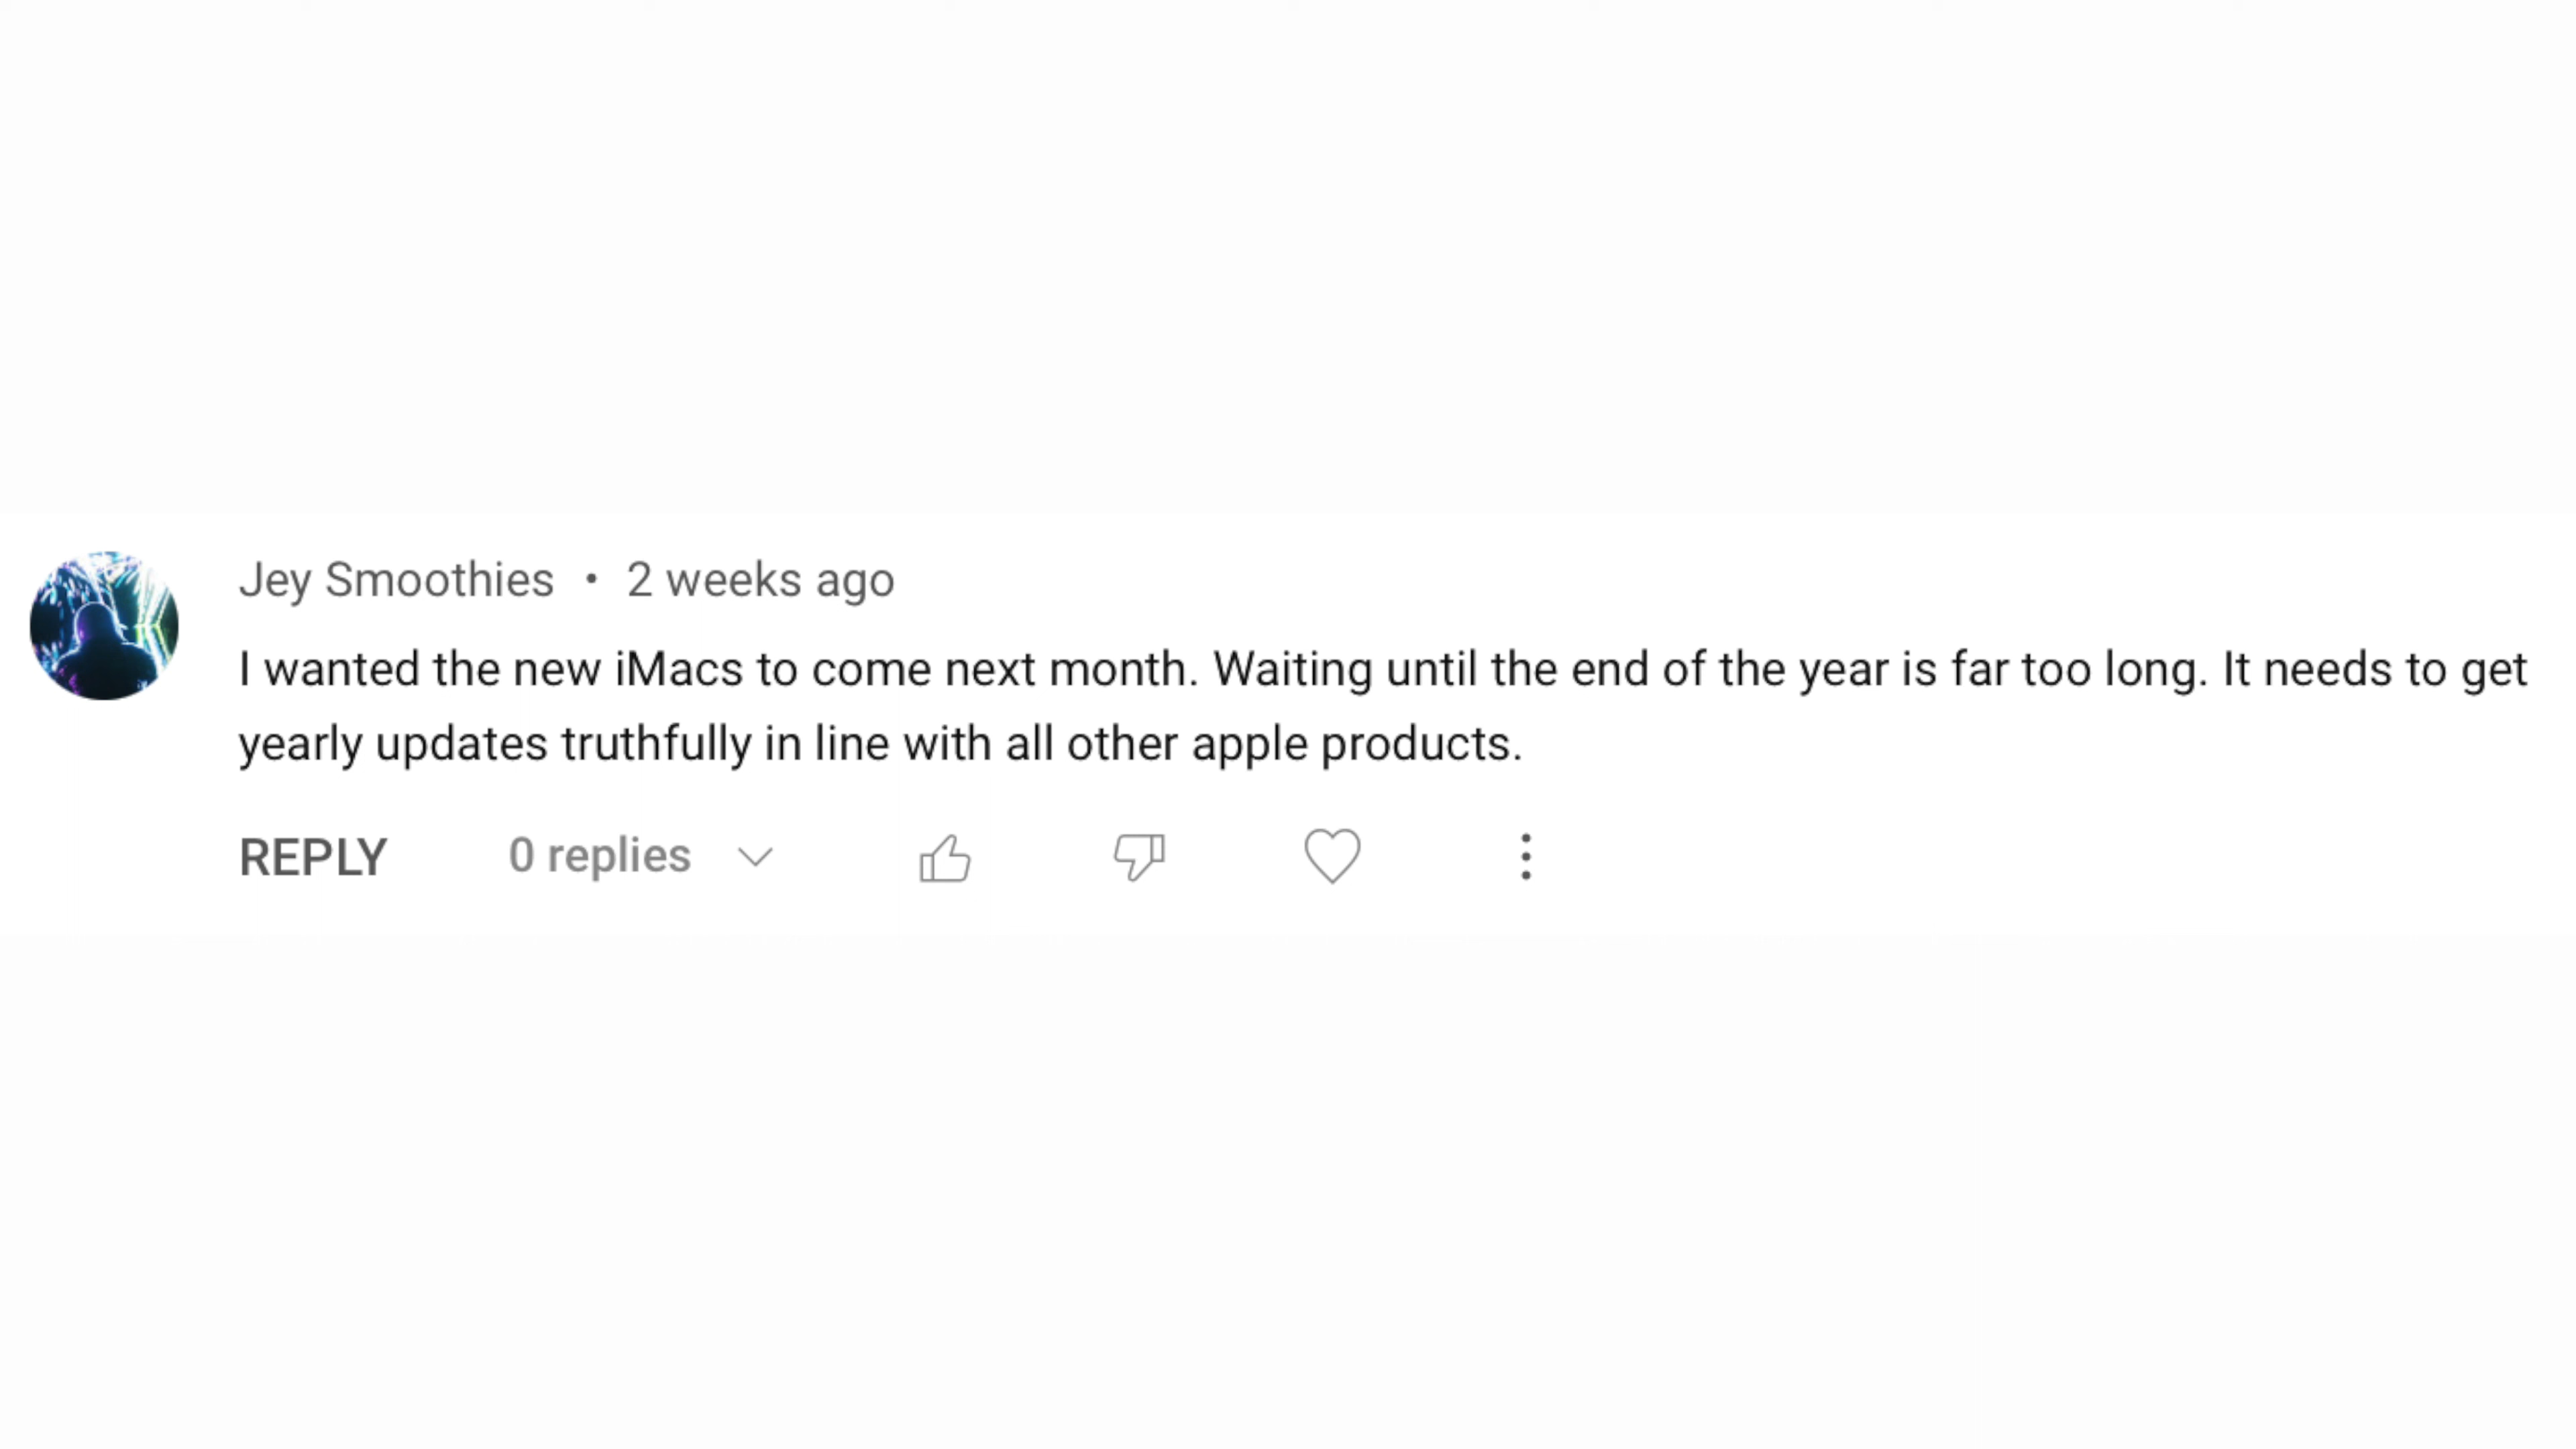 Jey Smoothies • 2 weeks ago
I wanted the new iMacs to come next month. Waiting until the end of the year is far too long. It needs to get
yearly updates truthfully in line with all other apple products.
REPLY 0 replies